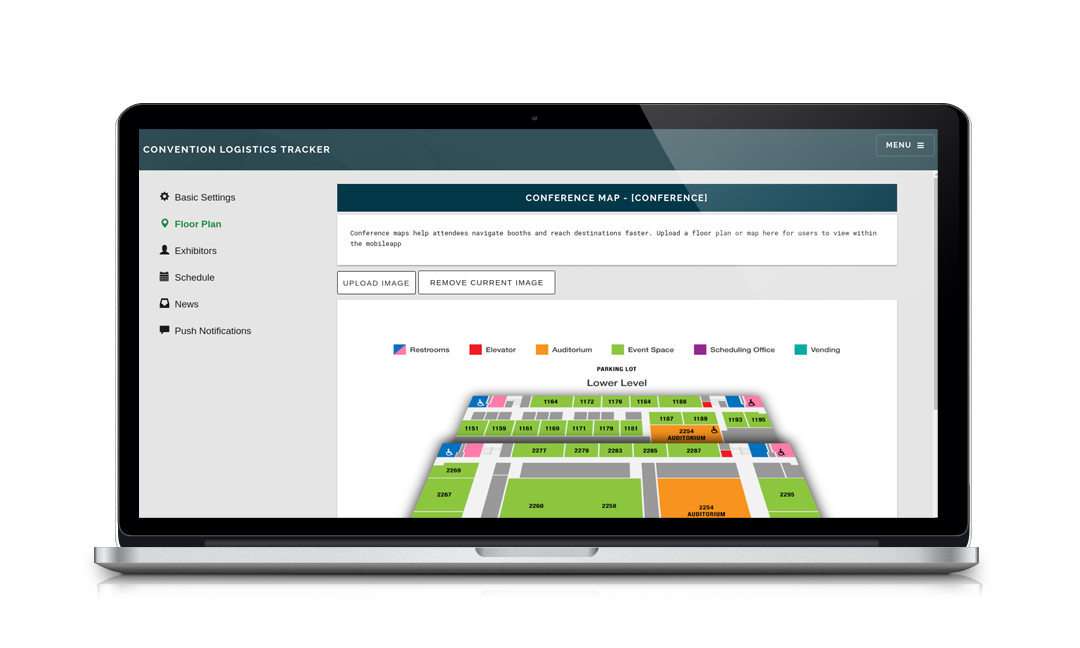 CONVENTION LOGISTICS TRACKER
MENU
Basic Settings
Floor Plan
Exhibitors
Schedule
News
Push Notifications
CONFERENCE MAP - [CONFERENCE]
Conference maps help attendees navigate booths and reach destinations faster. Upload a floor plan or map here for users to view within
the mobileapp
UPLOAD IMAGE REMOVE CURRENT IMAGE
Restrooms Elevator Auditorium Event Space Scheduling Office Vending
PARKING LOT
Lower Level
1164 1172 1176 1184 1188
1187 1189 1193 1195
1151 1159 1161 1169 1171 1179 1181
2254
AUDITORIUM
2277 2279 2283 2285 2287
2269
2267 2295
2260 2258
2254
AUDITORIUM